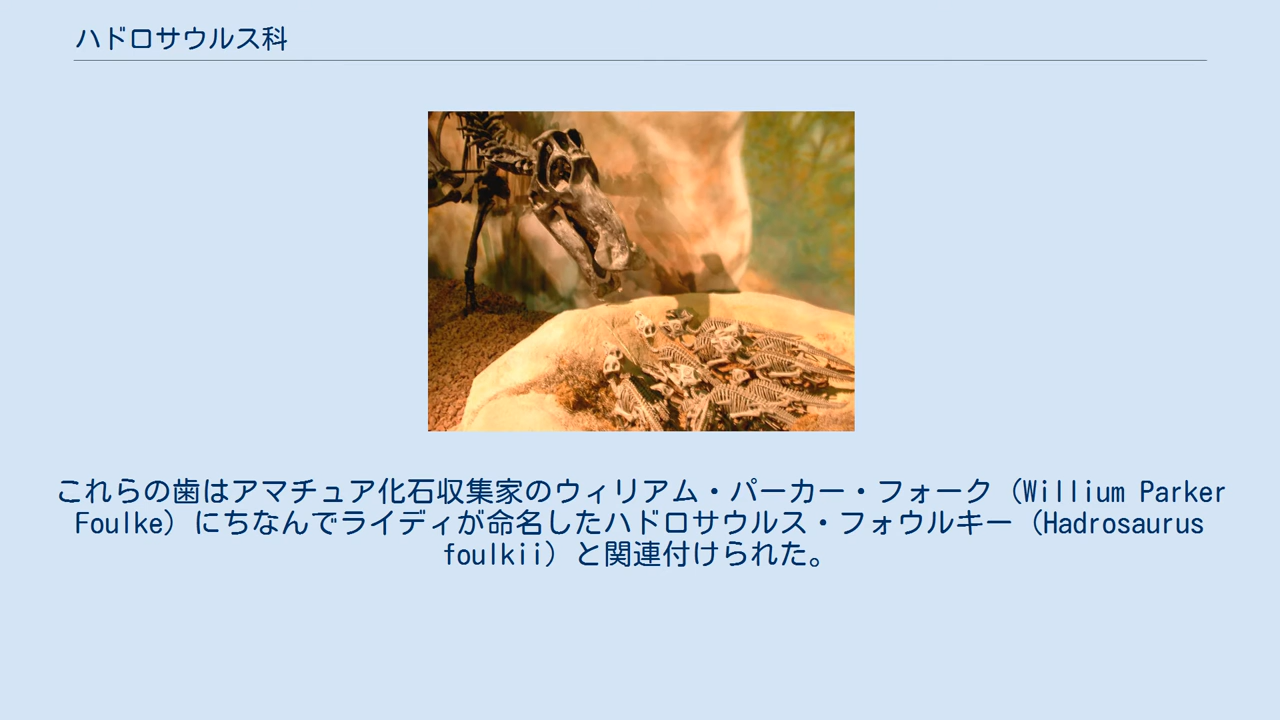 ハドロサウルス科
これらの歯はアマチュア化石収集家のウィリアム・パーカー・フォーク（Willium Parker
Foulke）にちなんでライディが命名したハドロサウルス・フォウルキー（Hadrosaurus
foulkii）と関連付けられた。